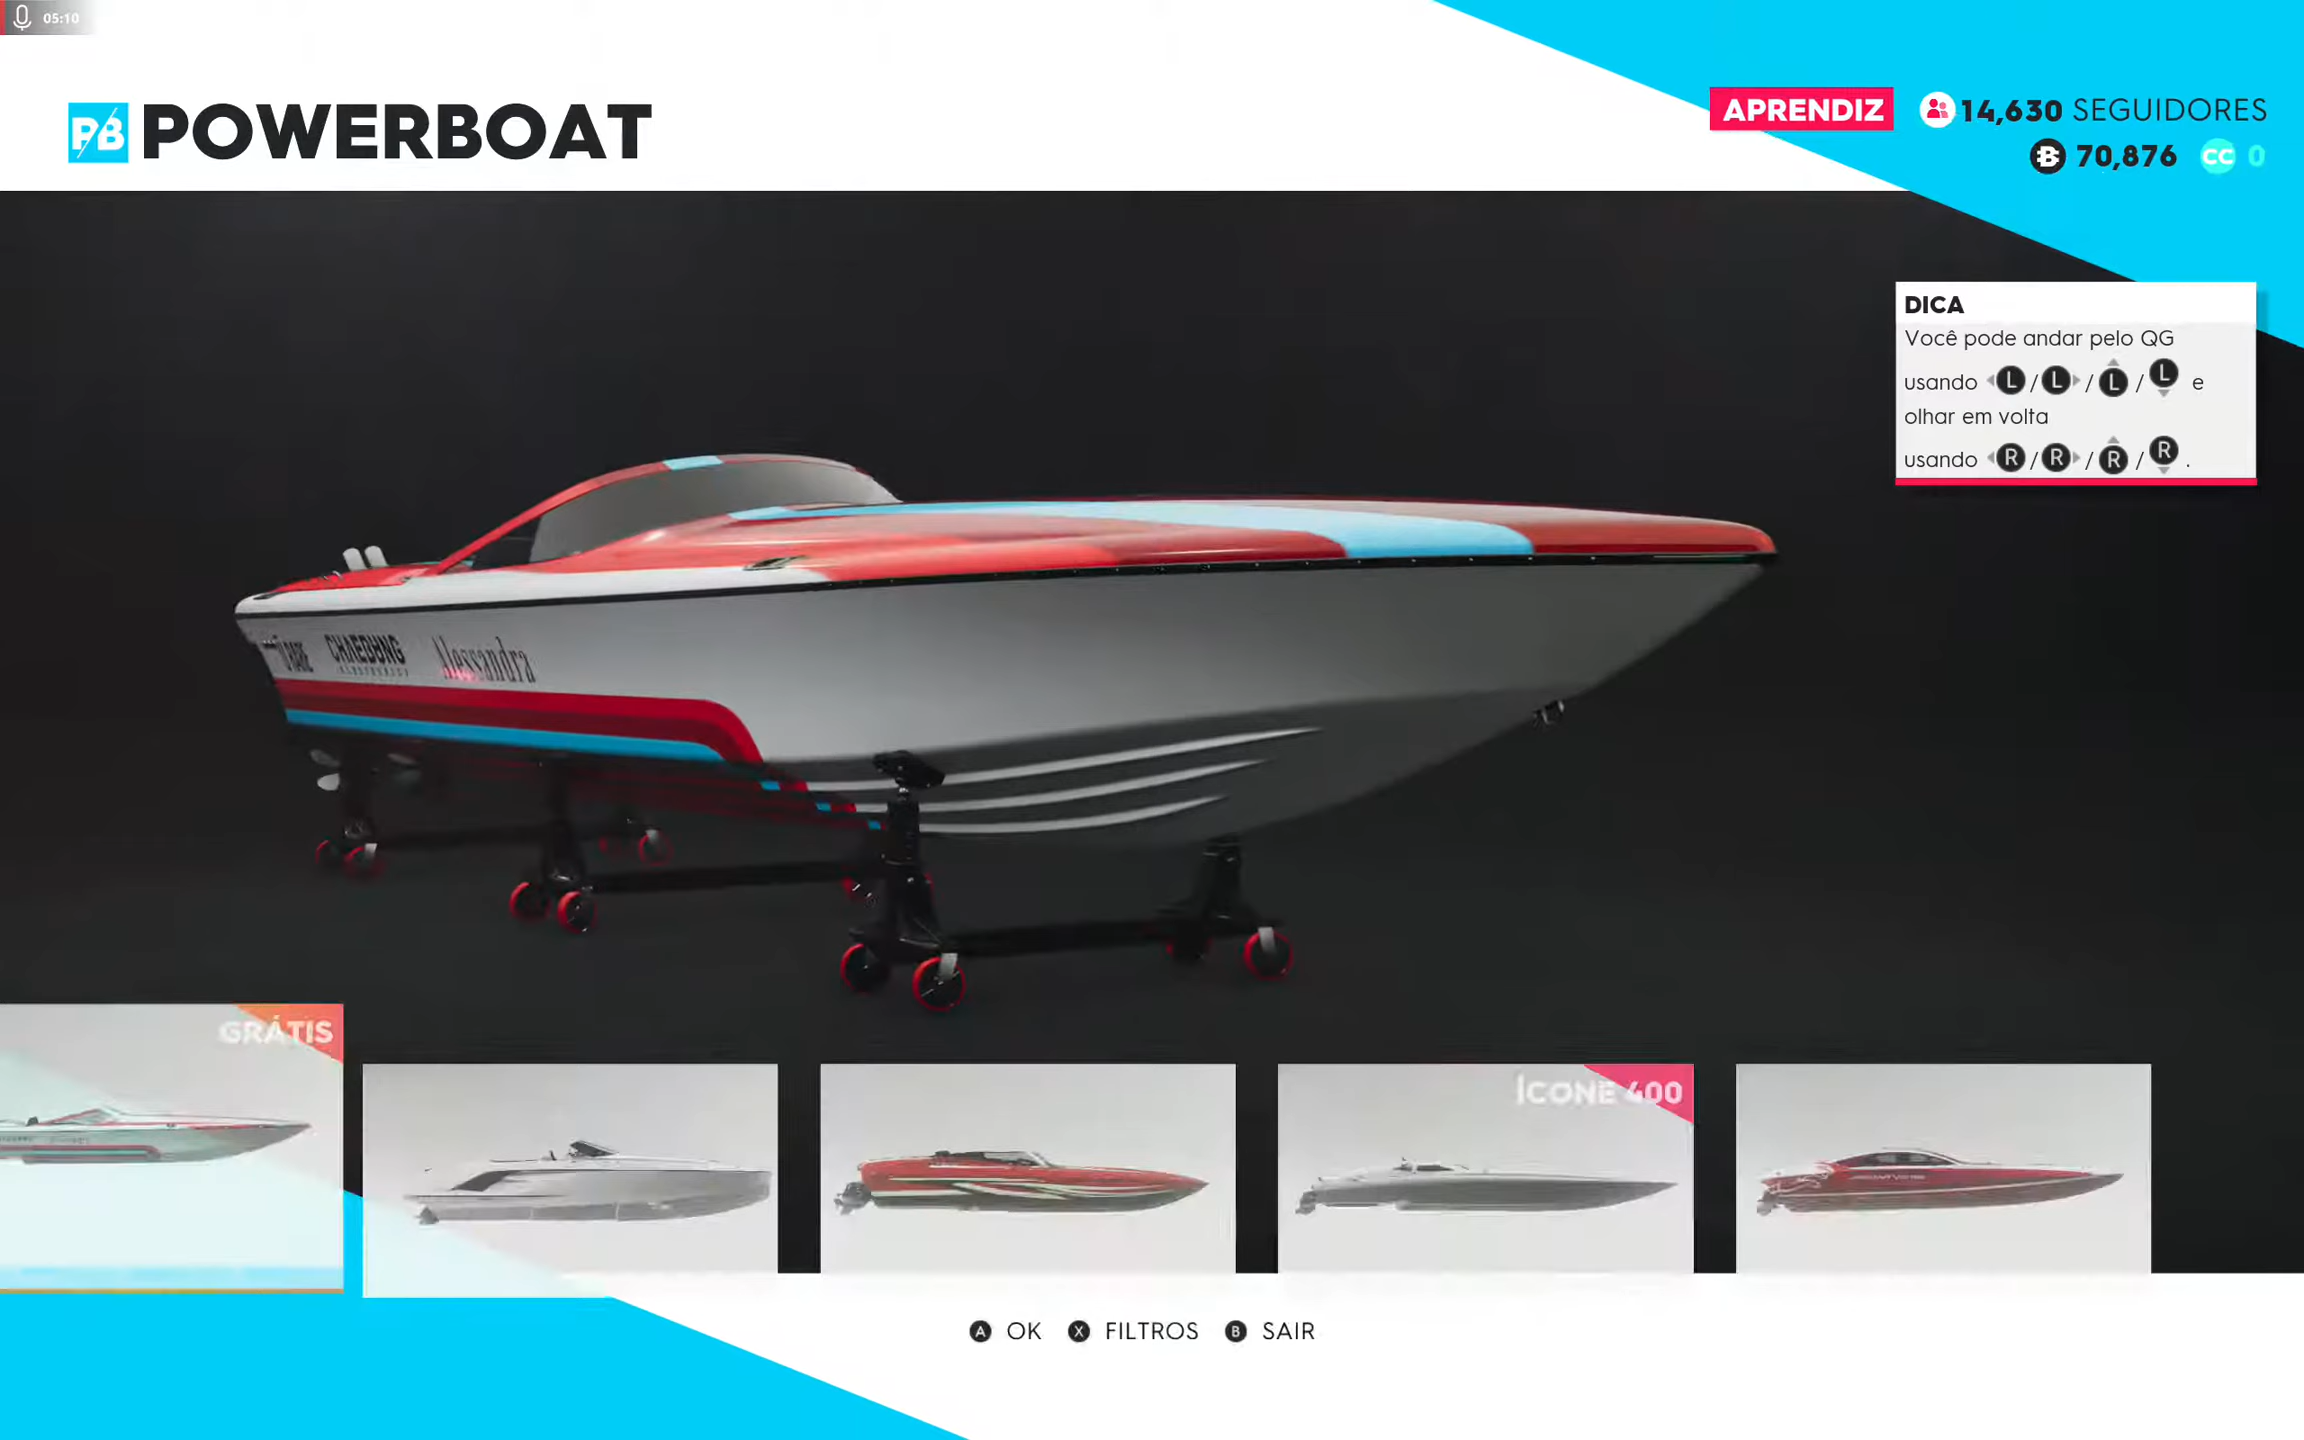 05:10
PB POWERBOAT
APRENDIZ 14,630 SEGUIDORES
70,876 CC 0
DICA
Você pode andar pelo QG
usando L / L / L / L e
olhar em volta
usando R / R / R / R .
CHAEDUNG Alessandra
GRÁTIS
ÍCONE 400
A OK X FILTROS B SAIR